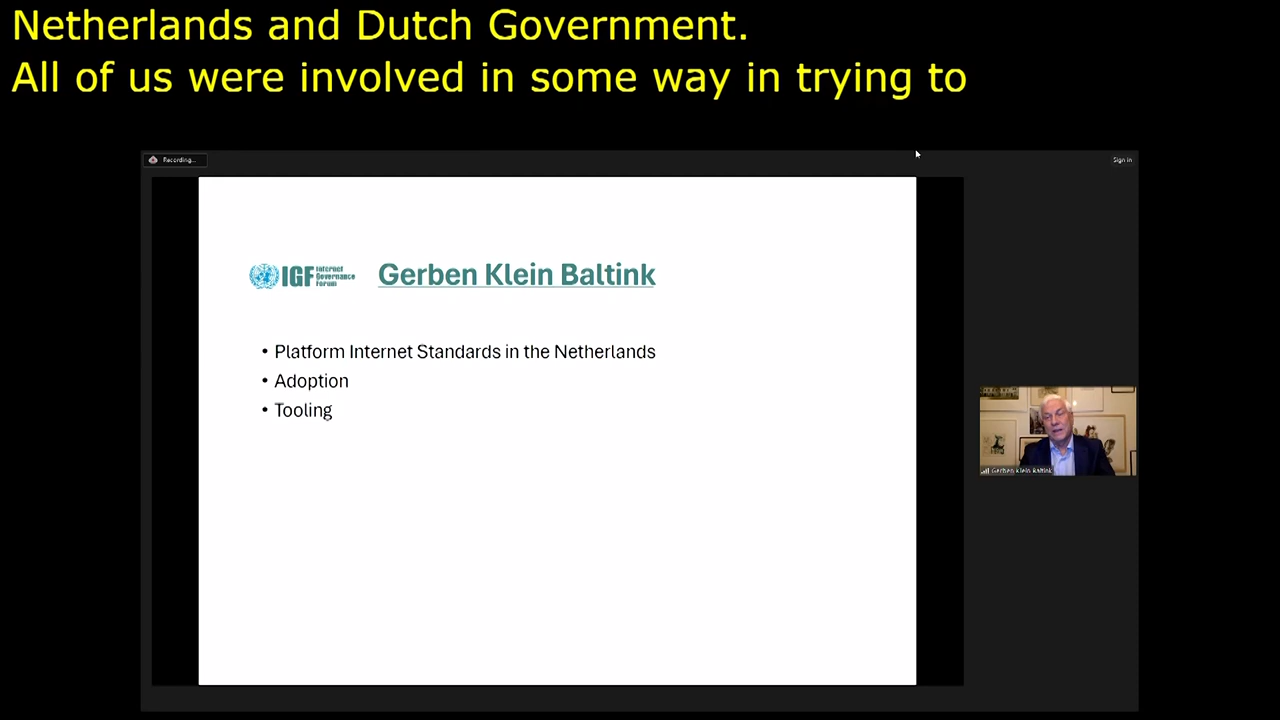 Netherlands and Dutch Government.
All of us were involved in some way in trying to
Recording...
Sign in
IGF Internet Governance Forum
Gerben Klein Baltink
• Platform Internet Standards in the Netherlands
• Adoption
• Tooling
Gerben Klein Baltink